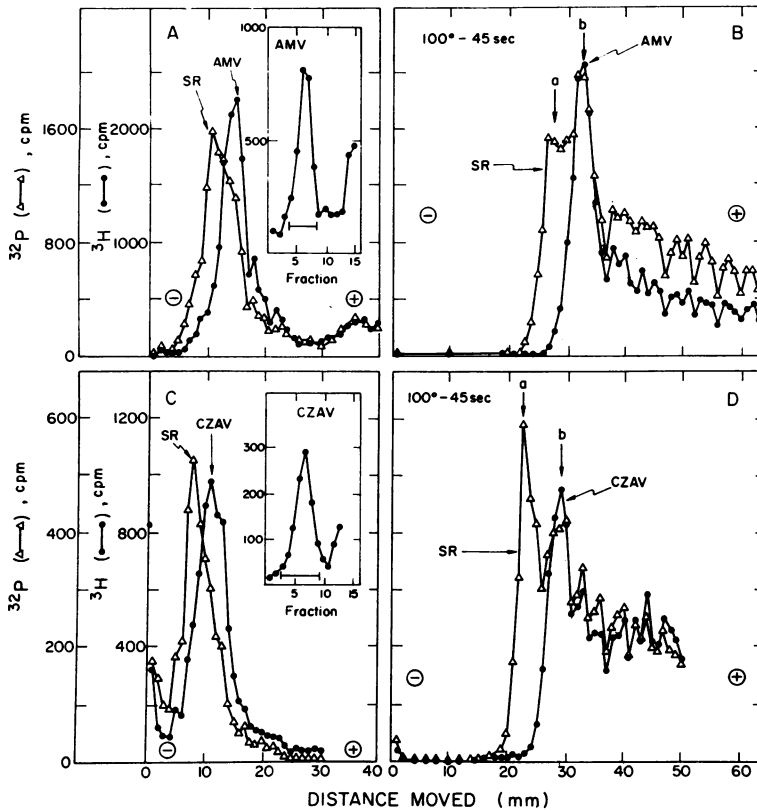 A
AMV
SR
1000
AMV
500
0
5
10
15
Fraction
2000
1000
1600
800
0
32P (△—△) , cpm
3H (●—●) , cpm
⊖
⊕
B
100° - 45 sec
b
AMV
a
SR
⊖
⊕
C
CZAV
SR
CZAV
300
200
100
5
10
15
Fraction
600
400
200
0
1200
800
400
32P (△—△) , cpm
3H (●—●) , cpm
⊖
⊕
0
10
20
30
40
D
100° - 45 sec
a
b
CZAV
SR
⊖
⊕
0
10
20
30
40
50
60
DISTANCE MOVED (mm)